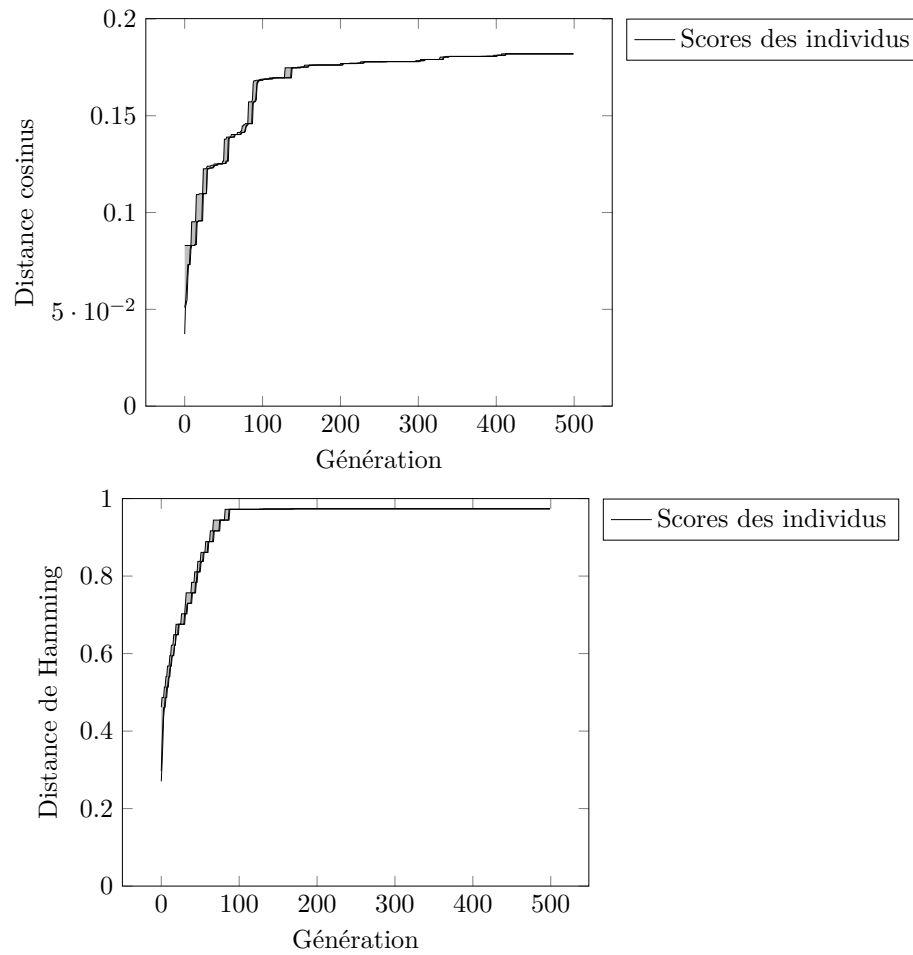 0.2
Scores des individus
0.15
0.1
5 · 10⁻²
0
Distance cosinus
0 100 200 300 400 500
Génération
1
Scores des individus
0.8
0.6
0.4
0.2
0
Distance de Hamming
0 100 200 300 400 500
Génération